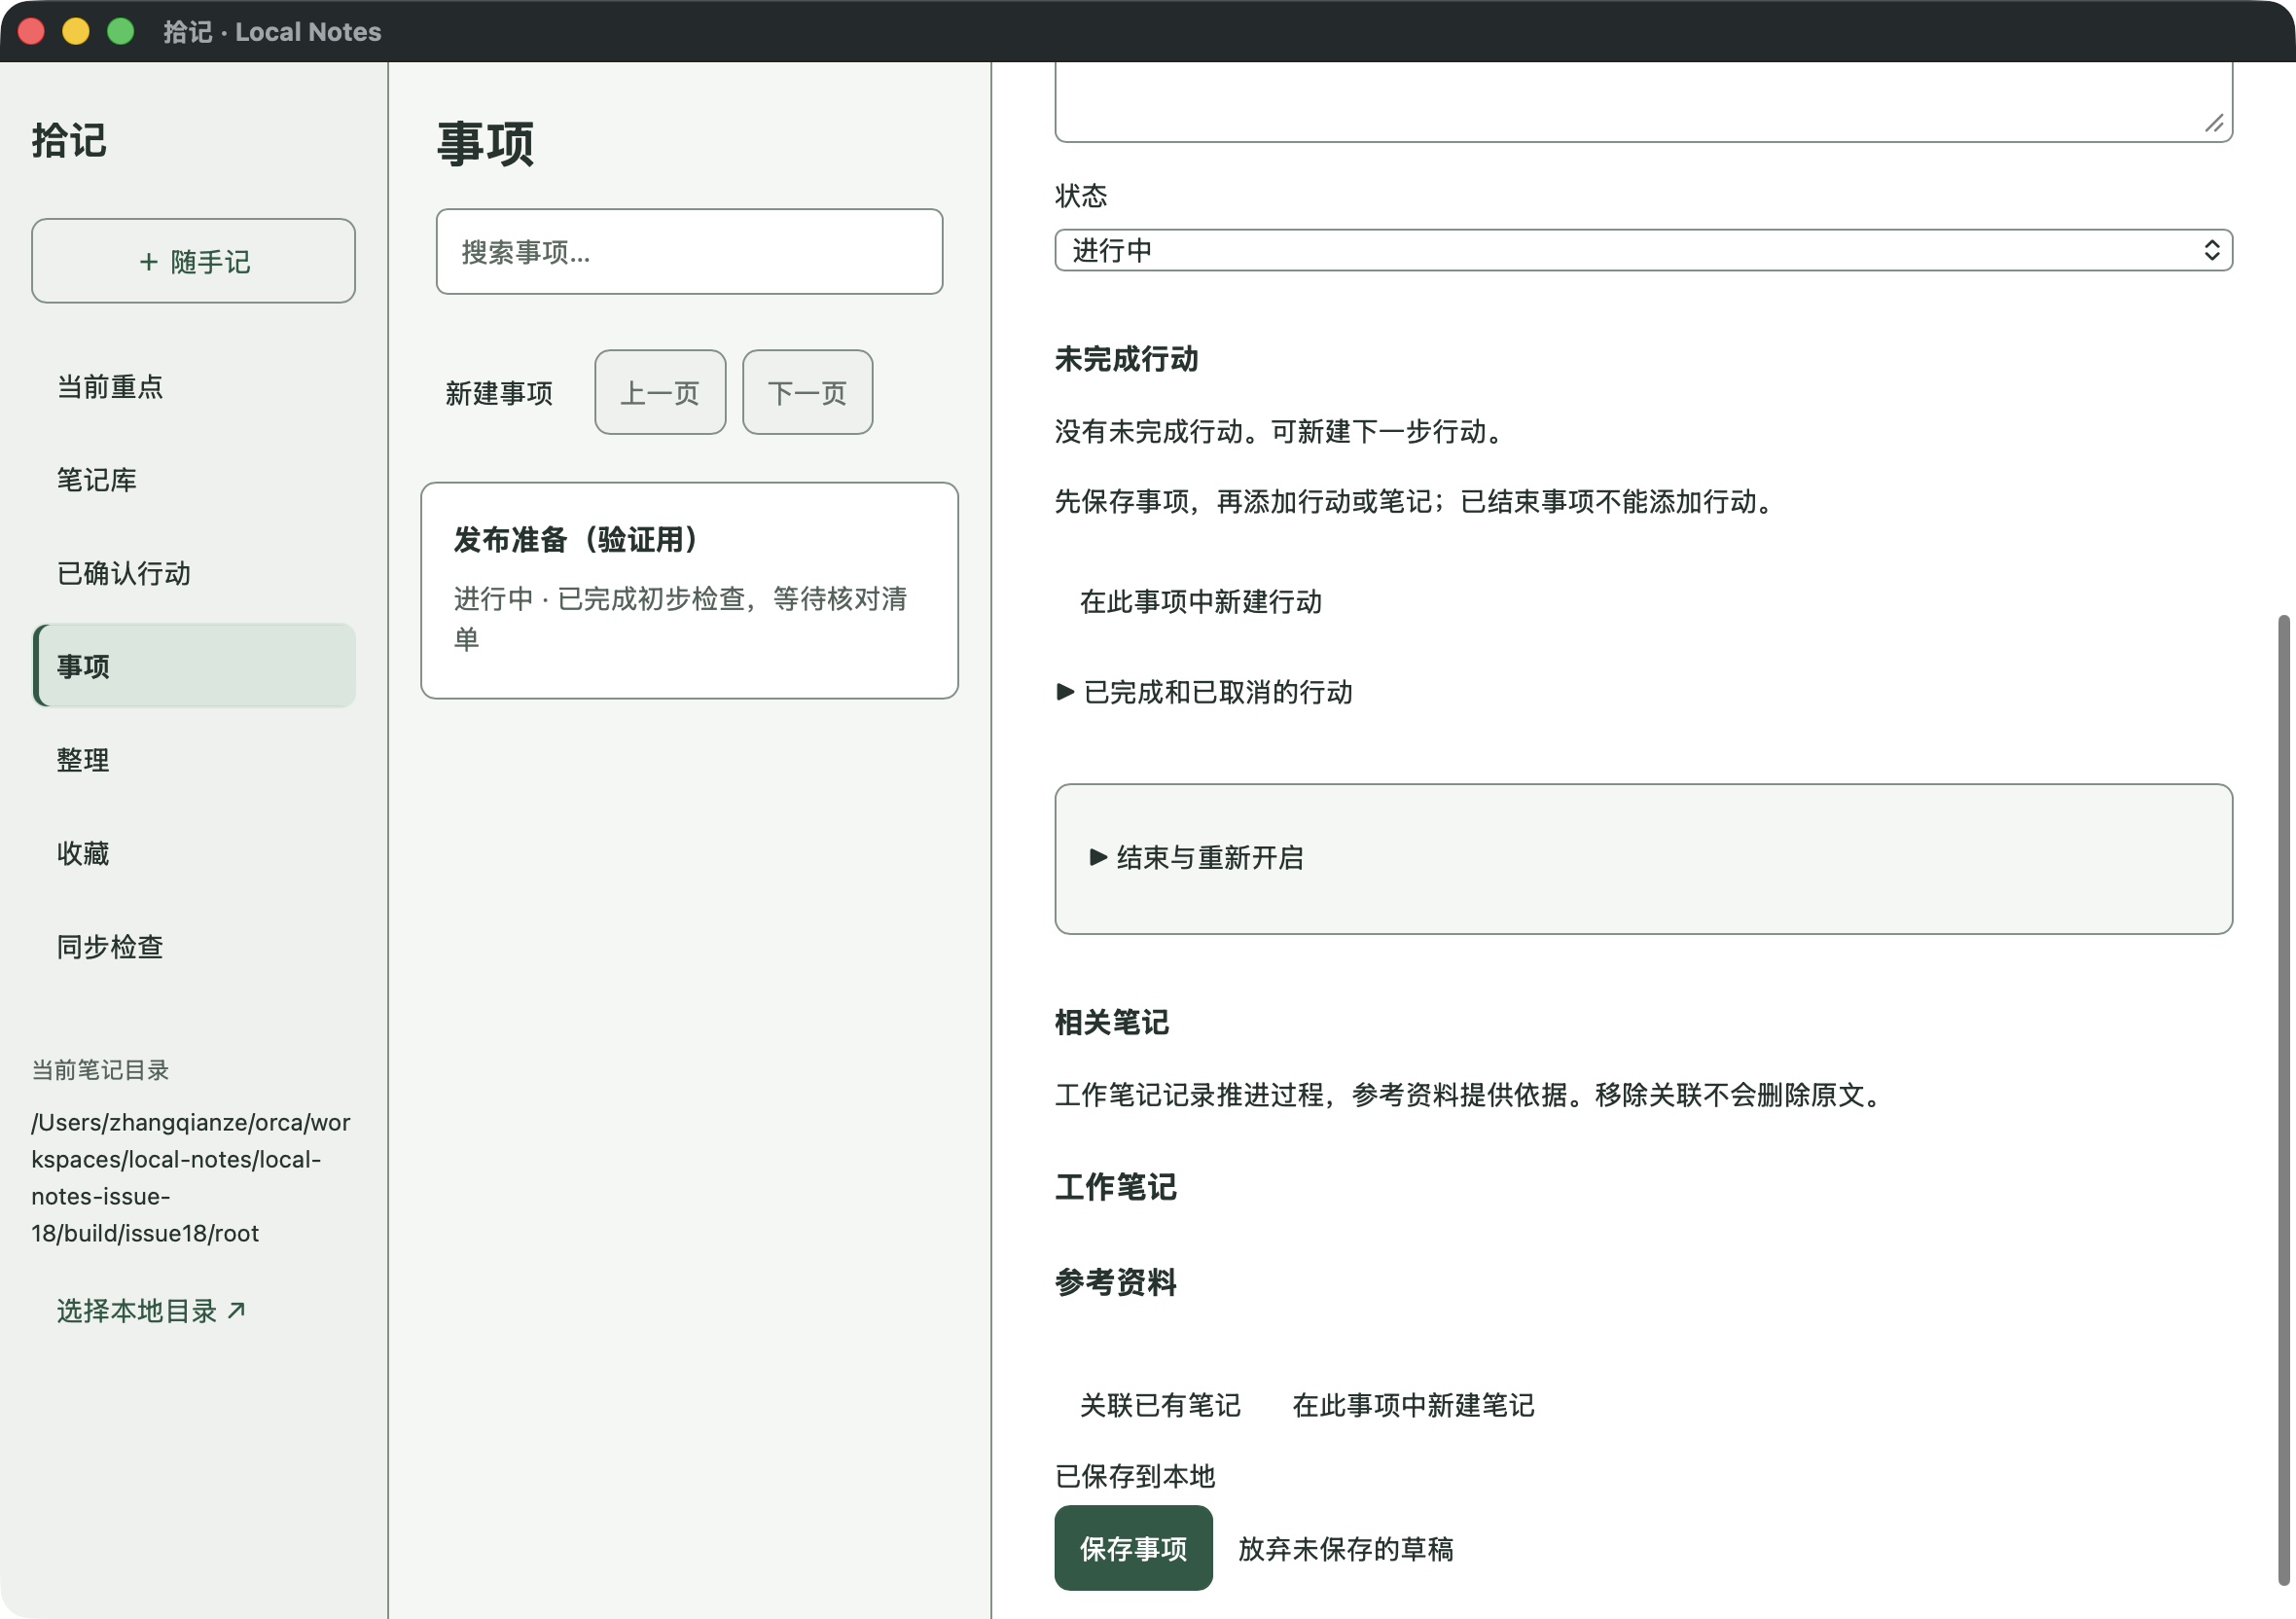 拾记 · Local Notes
拾记
+ 随手记
当前重点
笔记库
已确认行动
事项
整理
收藏
同步检查
当前笔记目录
/Users/zhangqianze/orca/wor
kspaces/local-notes/local-
notes-issue-
18/build/issue18/root
选择本地目录 ↗
事项
搜索事项...
新建事项
上一页
下一页
发布准备（验证用）
进行中 · 已完成初步检查，等待核对清
单
状态
进行中
未完成行动
没有未完成行动。可新建下一步行动。
先保存事项，再添加行动或笔记；已结束事项不能添加行动。
在此事项中新建行动
▶ 已完成和已取消的行动
▶ 结束与重新开启
相关笔记
工作笔记记录推进过程，参考资料提供依据。移除关联不会删除原文。
工作笔记
参考资料
关联已有笔记
在此事项中新建笔记
已保存到本地
保存事项
放弃未保存的草稿